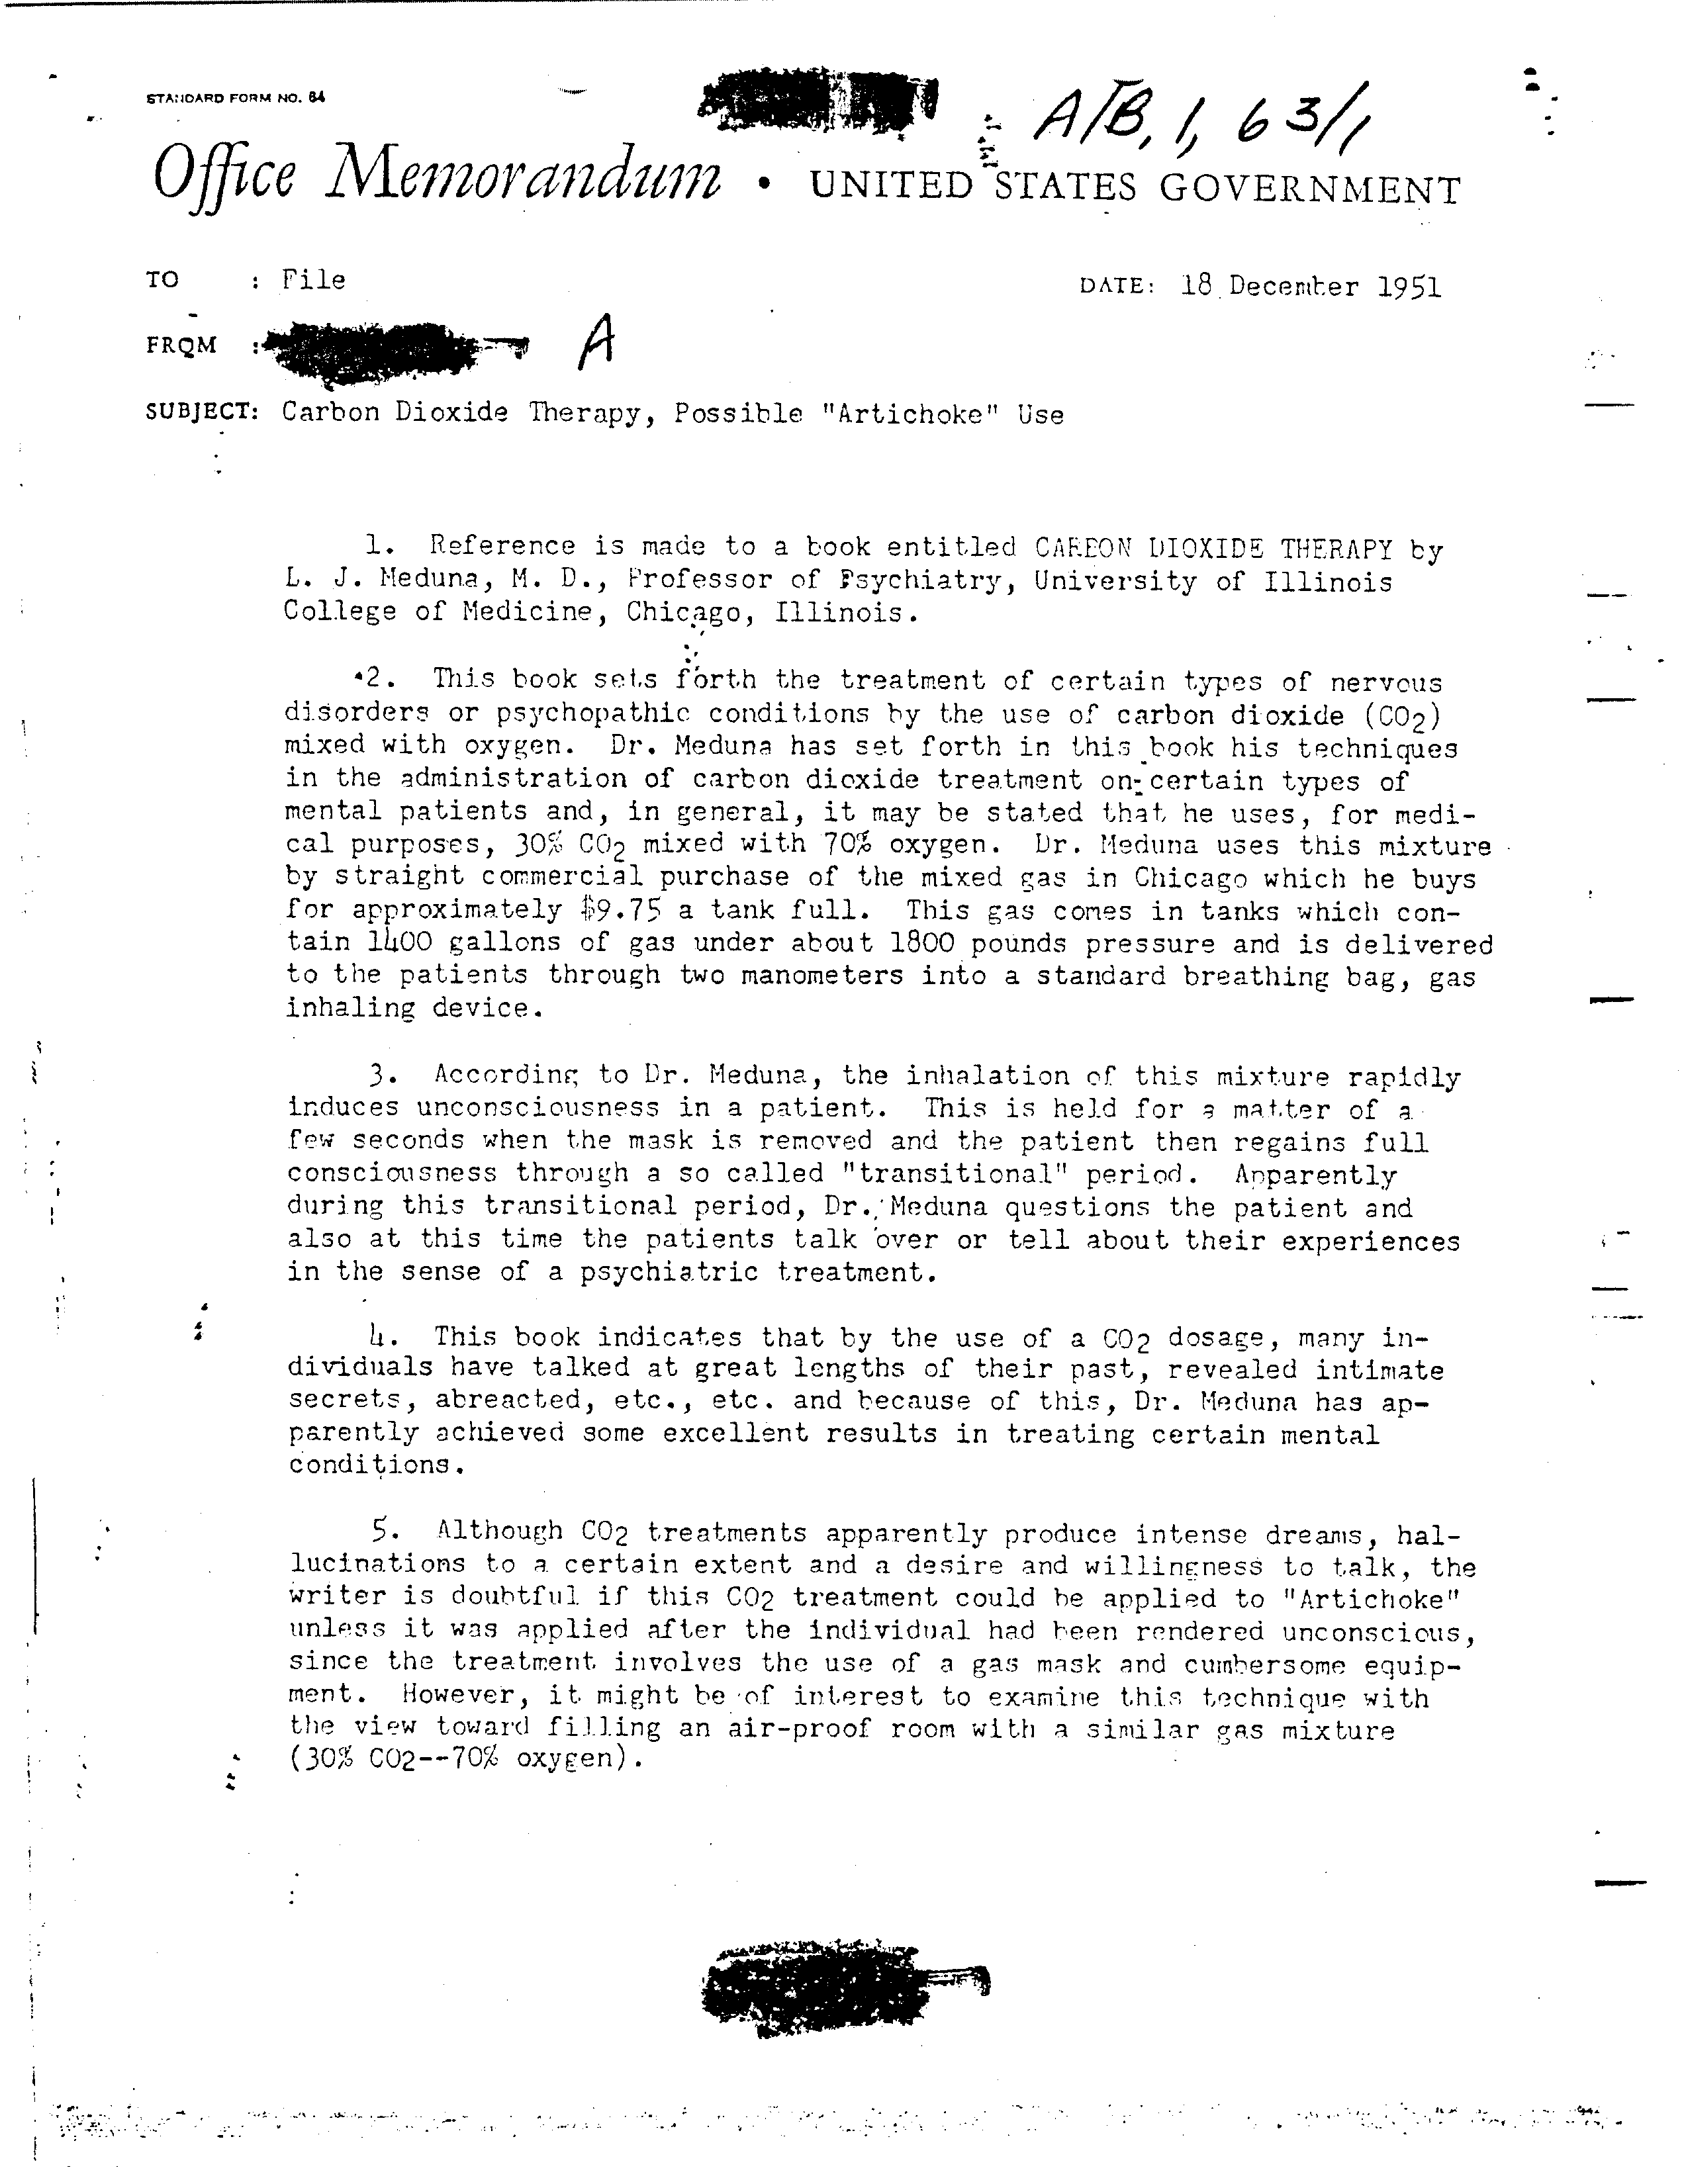 STANDARD FORM NO. 64
A/B, 1, 63/1
Office Memorandum • UNITED STATES GOVERNMENT
TO : File DATE: 18 December 1951
FROM : A
SUBJECT: Carbon Dioxide Therapy, Possible "Artichoke" Use
1. Reference is made to a book entitled CARBON DIOXIDE THERAPY by
L. J. Meduna, M. D., Professor of Psychiatry, University of Illinois
College of Medicine, Chicago, Illinois.
2. This book sets forth the treatment of certain types of nervous
disorders or psychopathic conditions by the use of carbon dioxide (CO2)
mixed with oxygen. Dr. Meduna has set forth in this book his techniques
in the administration of carbon dioxide treatment on certain types of
mental patients and, in general, it may be stated that he uses, for medi-
cal purposes, 30% CO2 mixed with 70% oxygen. Dr. Meduna uses this mixture
by straight commercial purchase of the mixed gas in Chicago which he buys
for approximately $9.75 a tank full. This gas comes in tanks which con-
tain 1400 gallons of gas under about 1800 pounds pressure and is delivered
to the patients through two manometers into a standard breathing bag, gas
inhaling device.
3. According to Dr. Meduna, the inhalation of this mixture rapidly
induces unconsciousness in a patient. This is held for a matter of a
few seconds when the mask is removed and the patient then regains full
consciousness through a so called "transitional" period. Apparently
during this transitional period, Dr. Meduna questions the patient and
also at this time the patients talk over or tell about their experiences
in the sense of a psychiatric treatment.
4. This book indicates that by the use of a CO2 dosage, many in-
dividuals have talked at great lengths of their past, revealed intimate
secrets, abreacted, etc., etc. and because of this, Dr. Meduna has ap-
parently achieved some excellent results in treating certain mental
conditions.
5. Although CO2 treatments apparently produce intense dreams, hal-
lucinations to a certain extent and a desire and willingness to talk, the
writer is doubtful if this CO2 treatment could be applied to "Artichoke"
unless it was applied after the individual had been rendered unconscious,
since the treatment involves the use of a gas mask and cumbersome equip-
ment. However, it might be of interest to examine this technique with
the view toward filling an air-proof room with a similar gas mixture
(30% CO2--70% oxygen).